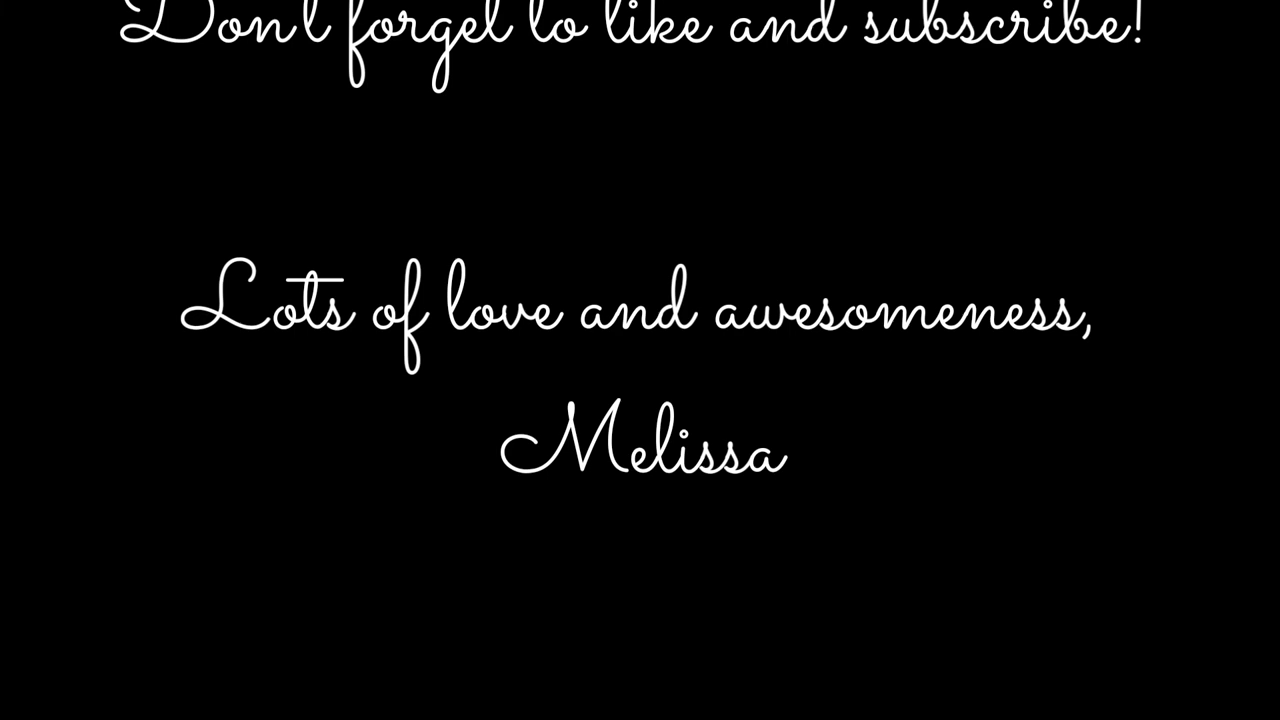 Don't forget to like and subscribe!
Lots of love and awesomeness,
Melissa